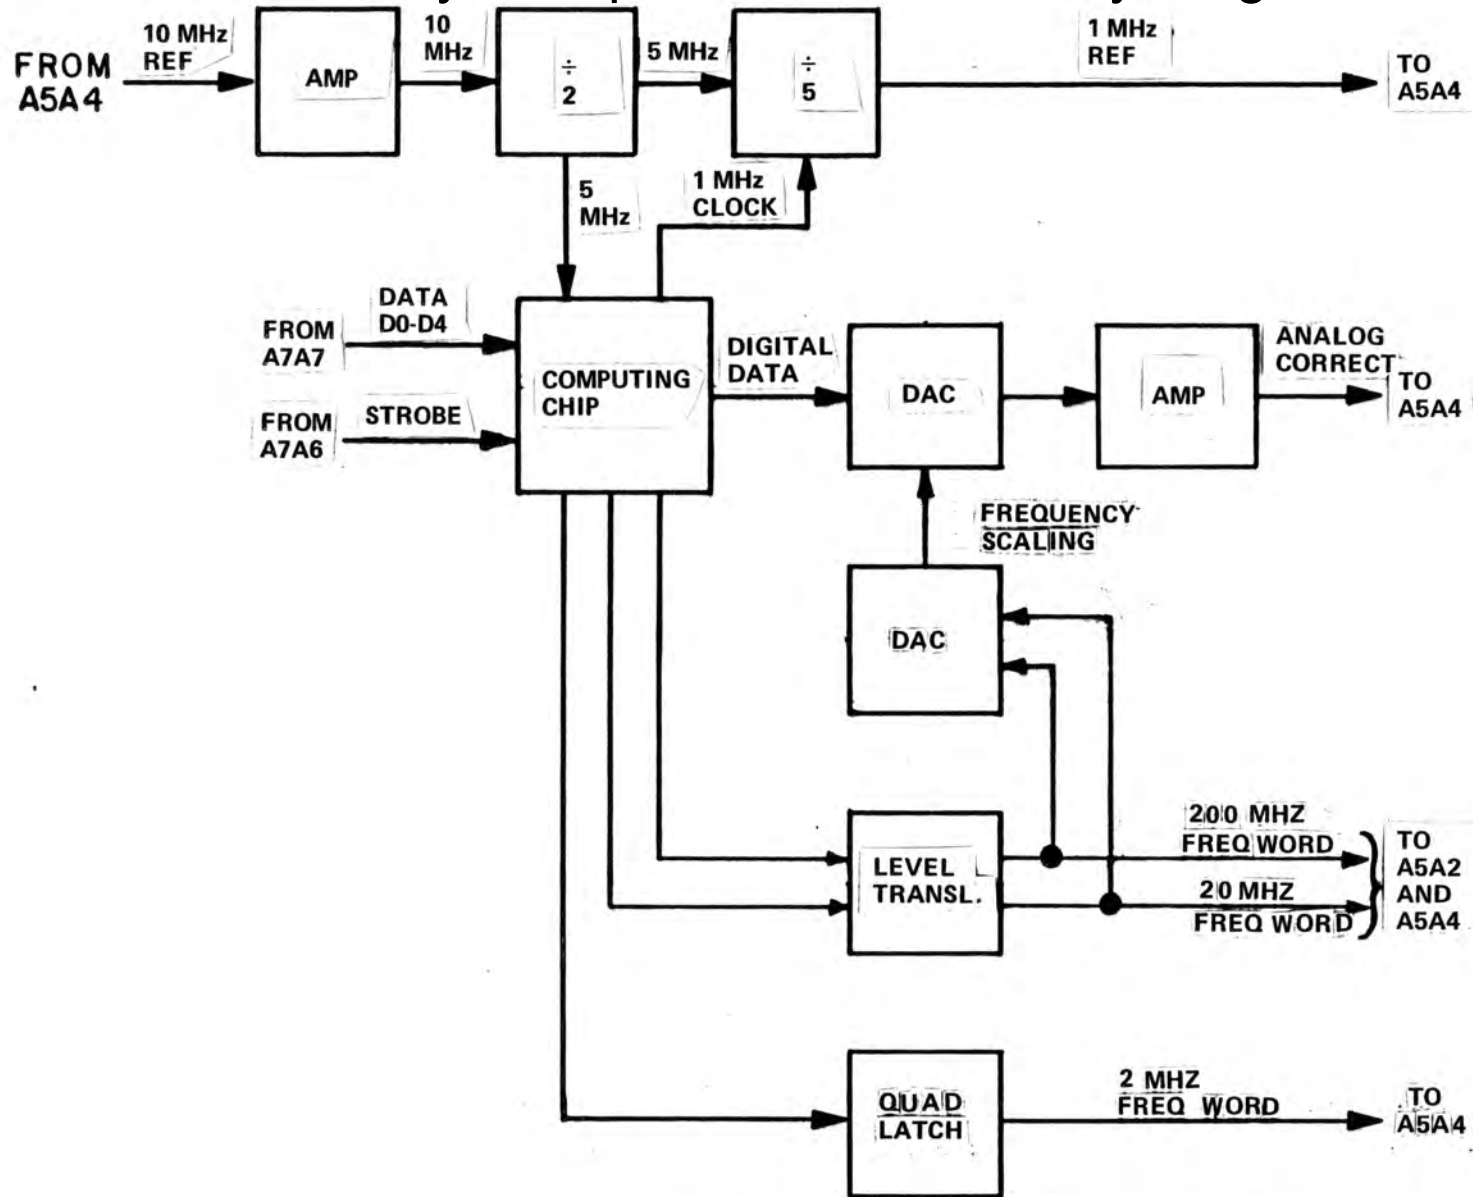 10 MHz
REF
FROM
A5A4
AMP
10
MHz
÷
2
5 MHz
÷
5
1 MHz
REF
TO
A5A4
5
MHz
1 MHz
CLOCK
DATA
D0-D4
FROM
A7A7
STROBE
FROM
A7A6
COMPUTING
CHIP
DIGITAL
DATA
DAC
AMP
ANALOG
CORRECT
TO
A5A4
FREQUENCY
SCALING
DAC
LEVEL
TRANSL.
200 MHZ
FREQ WORD
20 MHZ
FREQ WORD
TO
A5A2
AND
A5A4
QUAD
LATCH
2 MHZ
FREQ WORD
TO
A5A4